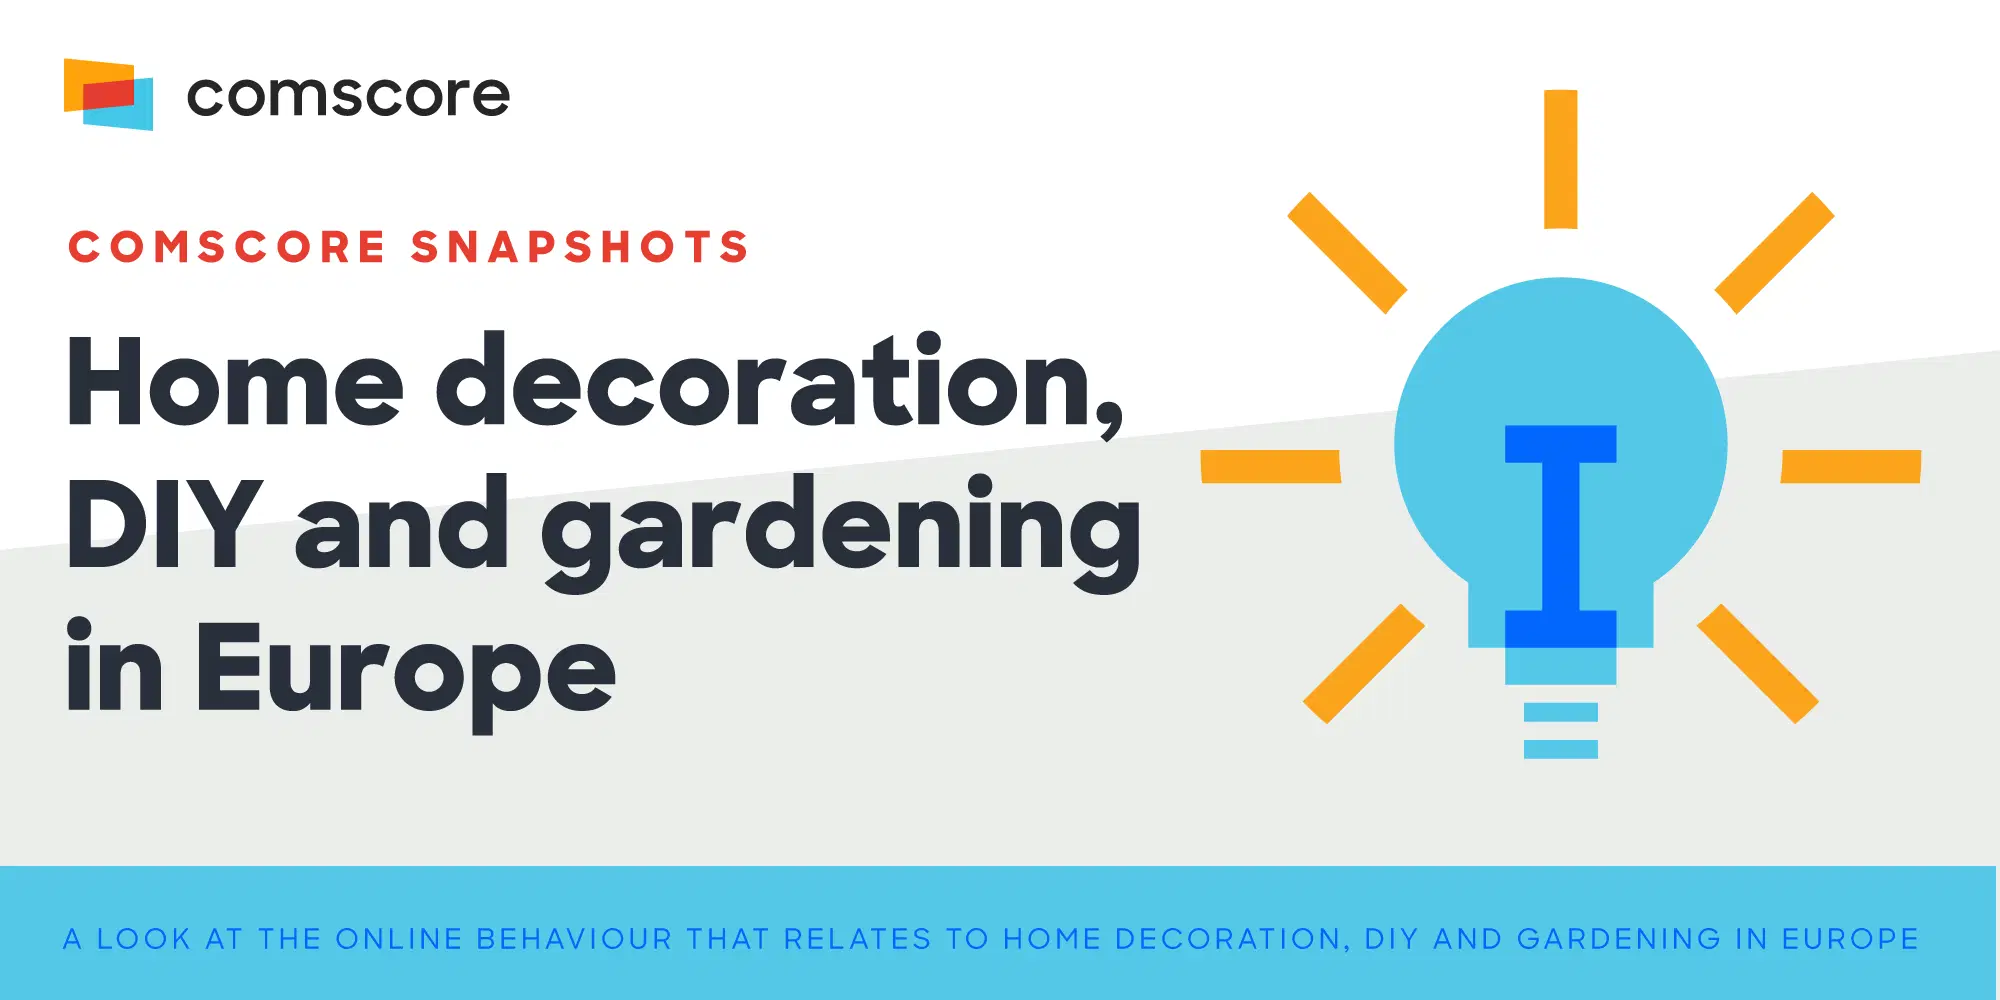 comscore
COMSCORE SNAPSHOTS
Home decoration,
DIY and gardening
in Europe
I
A LOOK AT THE ONLINE BEHAVIOUR THAT RELATES TO HOME DECORATION, DIY AND GARDENING IN EUROPE